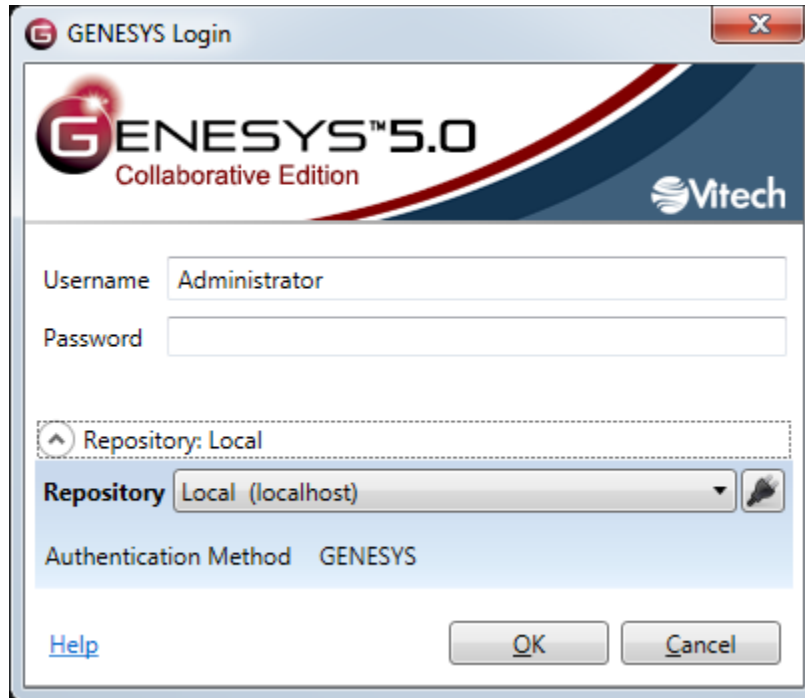 GENESYS Login
GENESYS™5.0
Collaborative Edition
Vitech
Username Administrator
Password
Repository: Local
Repository Local (localhost)
Authentication Method GENESYS
Help OK Cancel